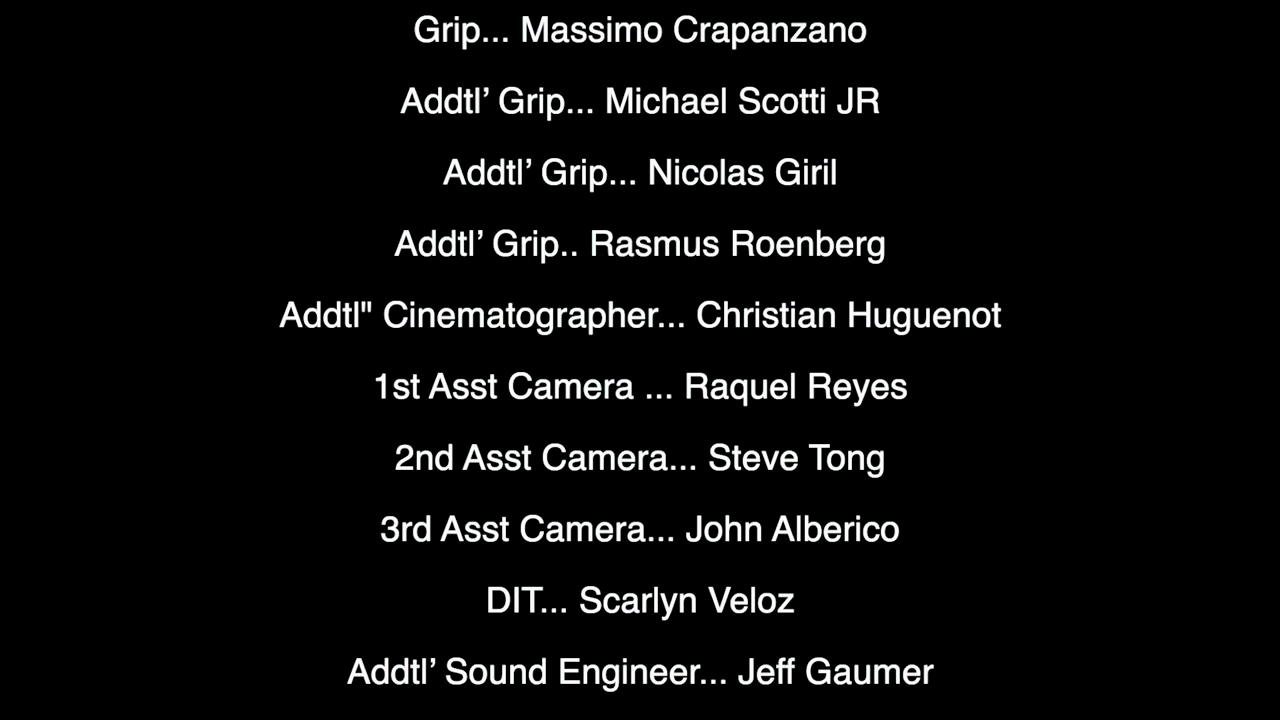 Grip... Massimo Crapanzano
Addtl’ Grip... Michael Scotti JR
Addtl’ Grip... Nicolas Giril
Addtl’ Grip.. Rasmus Roenberg
Addtl" Cinematographer... Christian Huguenot
1st Asst Camera ... Raquel Reyes
2nd Asst Camera... Steve Tong
3rd Asst Camera... John Alberico
DIT... Scarlyn Veloz
Addtl’ Sound Engineer... Jeff Gaumer